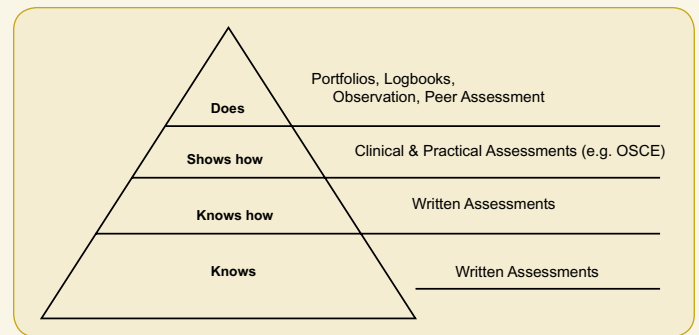 Portfolios, Logbooks,
Observation, Peer Assessment
Does
Clinical & Practical Assessments (e.g. OSCE)
Shows how
Written Assessments
Knows how
Knows
Written Assessments